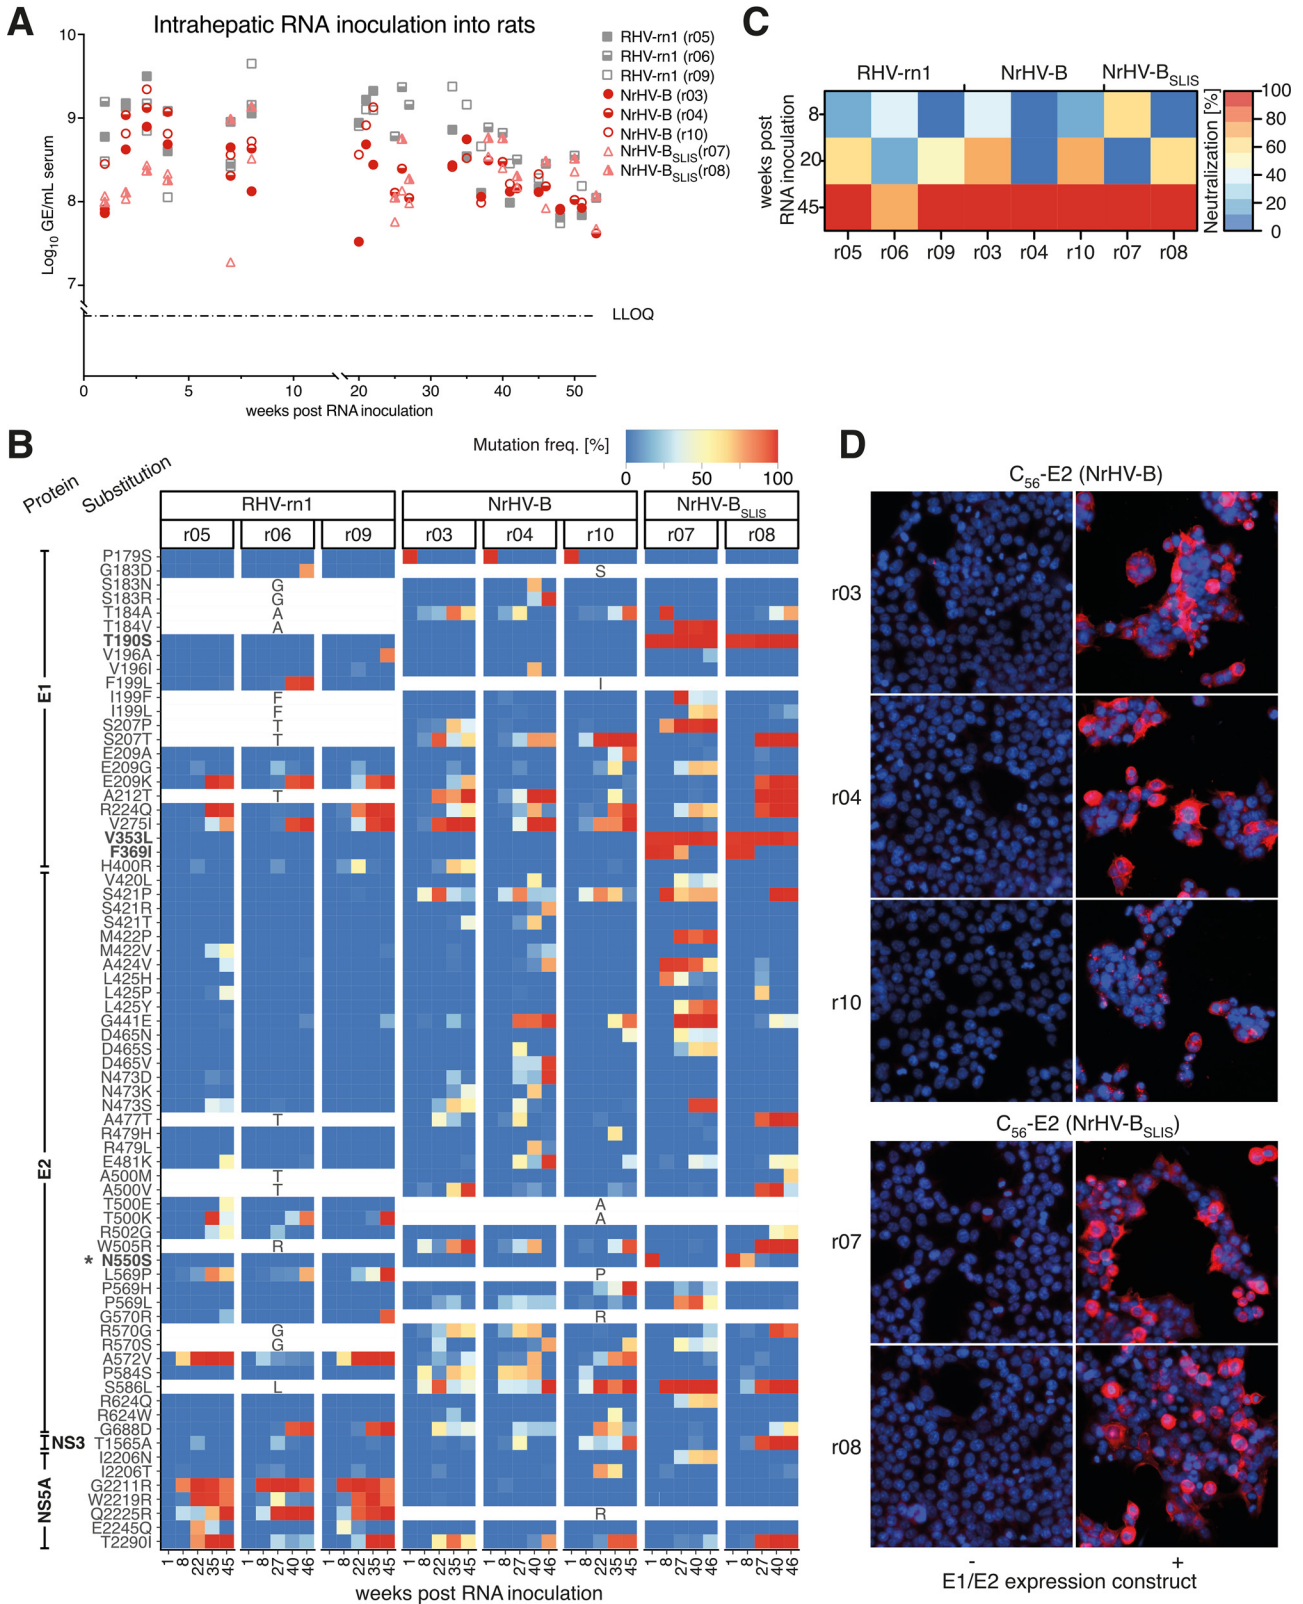 A
Intrahepatic RNA inoculation into rats
10
9
8
7
Log10 GE/mL serum
LLOQ
0 5 10 20 30 40 50
weeks post RNA inoculation
RHV-rn1 (r05)
RHV-rn1 (r06)
RHV-rn1 (r09)
NrHV-B (r03)
NrHV-B (r04)
NrHV-B (r10)
NrHV-BSLIS(r07)
NrHV-BSLIS(r08)
C
RHV-rn1 NrHV-B NrHV-BSLIS
weeks post
RNA inoculation
8
20
45
r05 r06 r09 r03 r04 r10 r07 r08
Neutralization [%]
100
80
60
40
20
0
B
Mutation freq. [%]
0 50 100
Protein Substitution
RHV-rn1 NrHV-B NrHV-BSLIS
r05 r06 r09 r03 r04 r10 r07 r08
E1
P179S
G183D S
S183N G
S183R G
T184A A
T184V A
T190S
V196A
V196I
F199L I
I199F F
I199L F
S207P T
S207T T
E209A
E209G
E209K
A212T T
R224Q
V275I
V353L
F369I
H400R
E2
V420L
S421P
S421R
S421T
M422P
M422V
A424V
L425H
L425P
L425Y
G441E
D465N
D465S
D465V
N473D
N473K
N473S
A477T T
R479H
R479L
E481K
A500M T
A500V T
T500E A
T500K A
R502G
W505R R
* N550S
L569P P
P569H
P569L
G570R R
R570G G
R570S G
A572V
P584S
S586L L
R624Q
R624W
G688D
NS3 T1565A
NS5A
I2206N
I2206T
G2211R
W2219R
Q2225R R
E2245Q
T2290I
1 8 22 35 45 1 8 27 40 46 1 8 22 35 45 1 8 22 35 45 1 8 27 40 46 1 8 22 35 45 1 8 27 40 46 1 8 27 40 46
weeks post RNA inoculation
D
C56-E2 (NrHV-B)
r03
r04
r10
C56-E2 (NrHV-BSLIS)
r07
r08
- +
E1/E2 expression construct